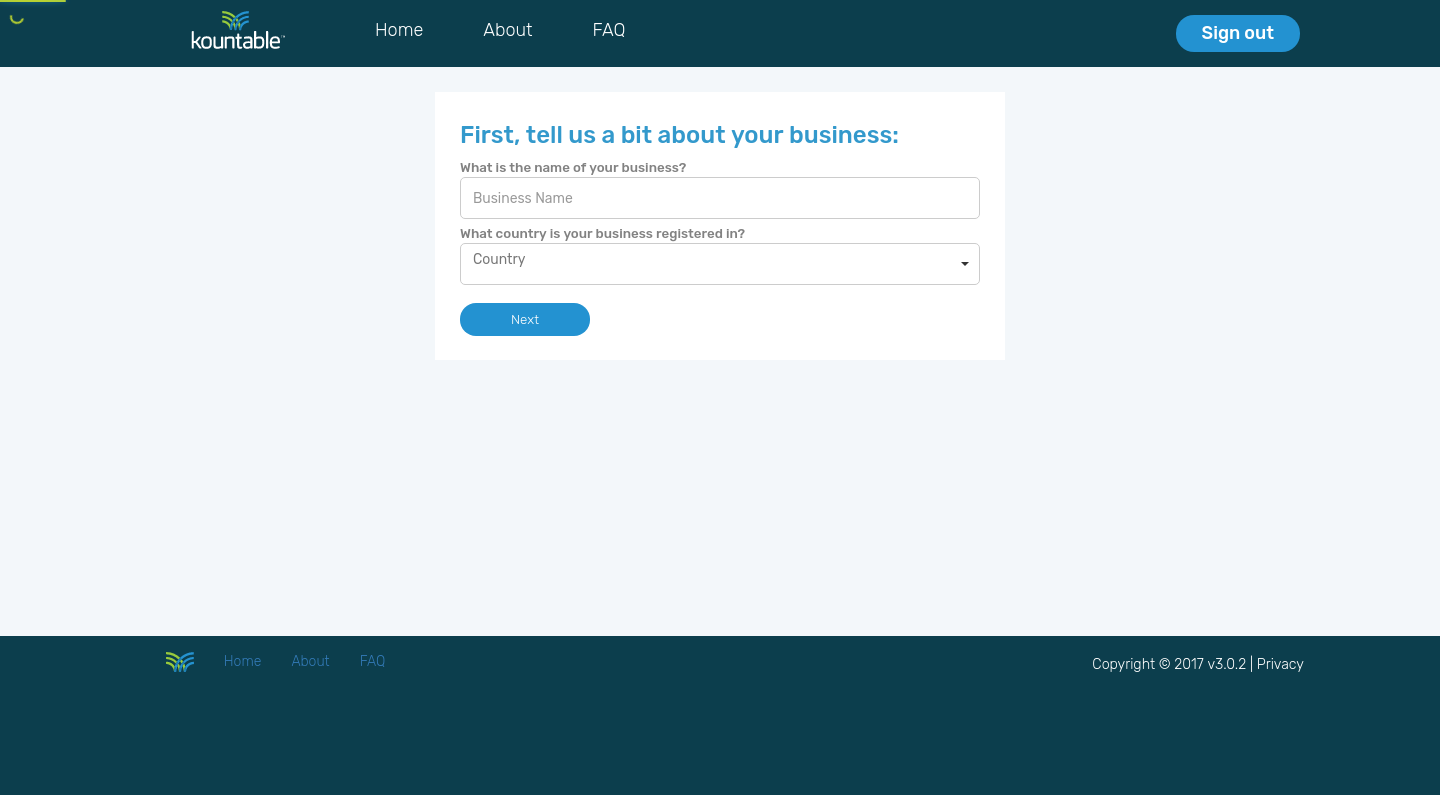 kountable™
Home
About
FAQ
Sign out
First, tell us a bit about your business:
What is the name of your business?
Business Name
What country is your business registered in?
Country
Next
Home
About
FAQ
Copyright © 2017 v3.0.2 | Privacy